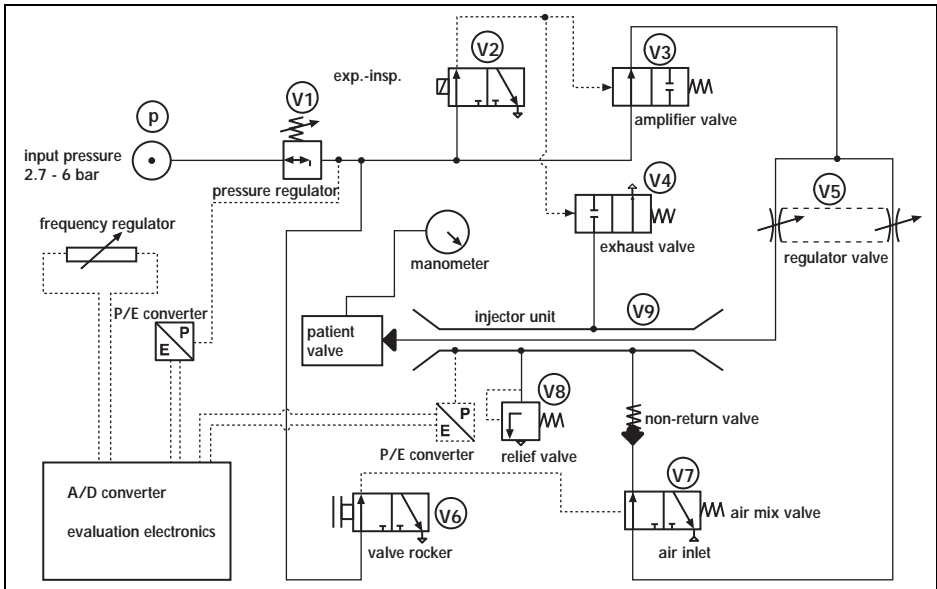 V2
V3
exp.-insp.
V1
p
amplifier valve
input pressure
2.7 - 6 bar
pressure regulator
V4
V5
frequency regulator
exhaust valve
regulator valve
manometer
P/E converter
injector unit
V9
P
E
patient
valve
V8
P
E
non-return valve
P/E converter
relief valve
V7
A/D converter
V6
air mix valve
evaluation electronics
valve rocker
air inlet